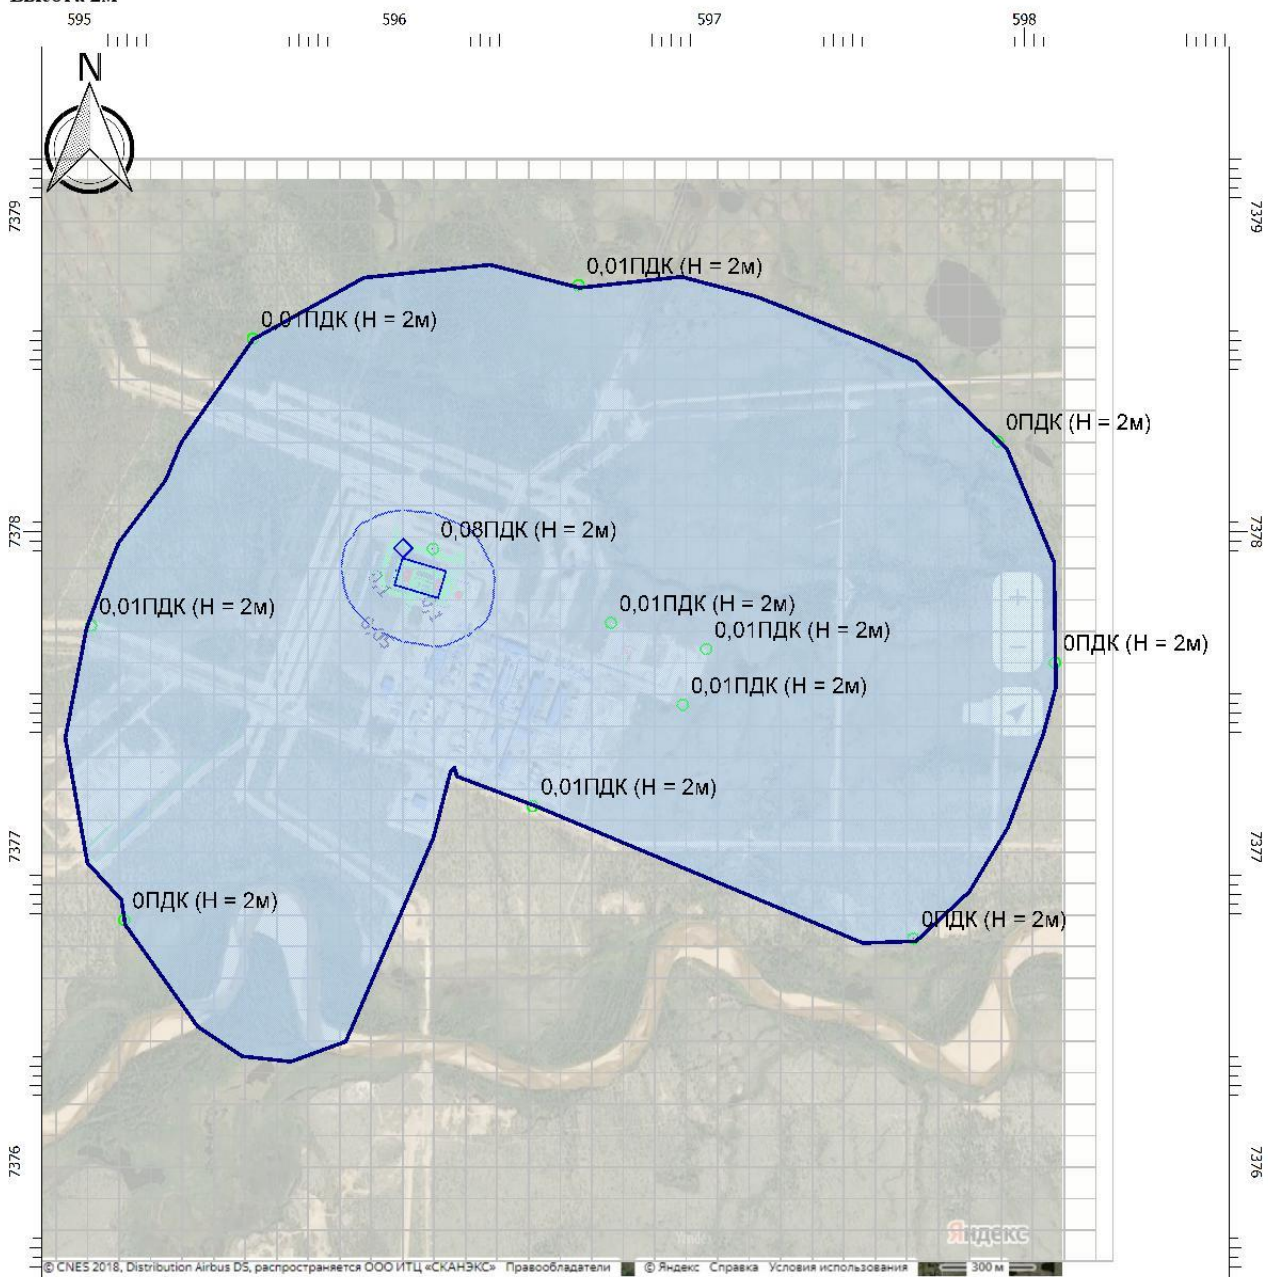 Высота 2м
595 596 597 598
N
7379 7379
0,01ПДК (Н = 2м)
0,01ПДК (Н = 2м)
0ПДК (Н = 2м)
7378 7378
0,08ПДК (Н = 2м)
0,01ПДК (Н = 2м)
0,01ПДК (Н = 2м)
0,1
0,1
0,01ПДК (Н = 2м)
0,05
0ПДК (Н = 2м)
0,01ПДК (Н = 2м)
0,01ПДК (Н = 2м)
7377 7377
0ПДК (Н = 2м)
0ПДК (Н = 2м)
7376 7376
Яндекс
© CNES 2018, Distribution Airbus DS, распространяется ООО ИТЦ «СКАНЭКС» Правообладатели © Яндекс Справка Условия использования 300 м